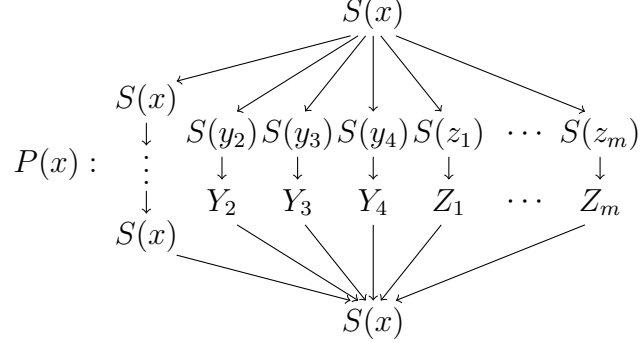 S(x)
S(x)
S(y₂) S(y₃) S(y₄) S(z₁) ⋯ S(zₘ)
P(x) : ⋮
Y₂ Y₃ Y₄ Z₁ ⋯ Zₘ
S(x)
S(x)